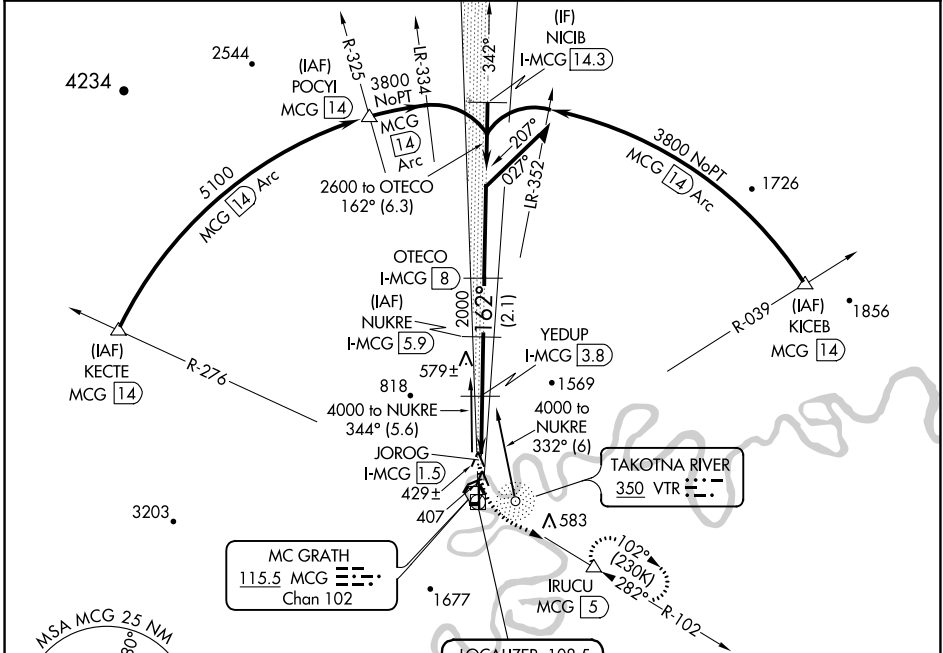 R-325
LR-334
342°
(IF)
NICIB
I-MCG 14.3
2544
4234
(IAF)
POCYI
MCG 14
3800
NoPT
MCG
14
Arc
5100
MCG 14 Arc
207°
027°
LR-352
3800 NoPT
MCG 14 Arc
1726
2600 to OTECO
162° (6.3)
OTECO
I-MCG 8
2000
162°
(2.1)
(IAF)
NUKRE
I-MCG 5.9
(IAF)
KECTE
MCG 14
R-276
R-039
(IAF)
KICEB
MCG 14
1856
YEDUP
I-MCG 3.8
579±
818
1569
4000 to NUKRE
344° (5.6)
4000 to
NUKRE
332° (6)
JOROG
I-MCG 1.5
429±
407
TAKOTNA RIVER
350 VTR
583
3203
MC GRATH
115.5 MCG
Chan 102
102°
(230K)
282°
R-102
IRUCU
MCG 5
1677
MSA MCG 25 NM
LOCALIZER 108.5